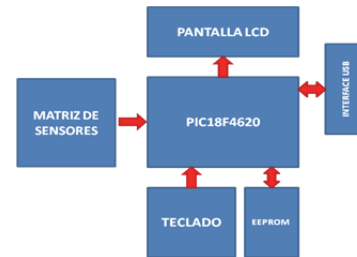 PANTALLA LCD
MATRIZ DE
SENSORES
PIC18F4620
INTERFACE USB
TECLADO
EEPROM